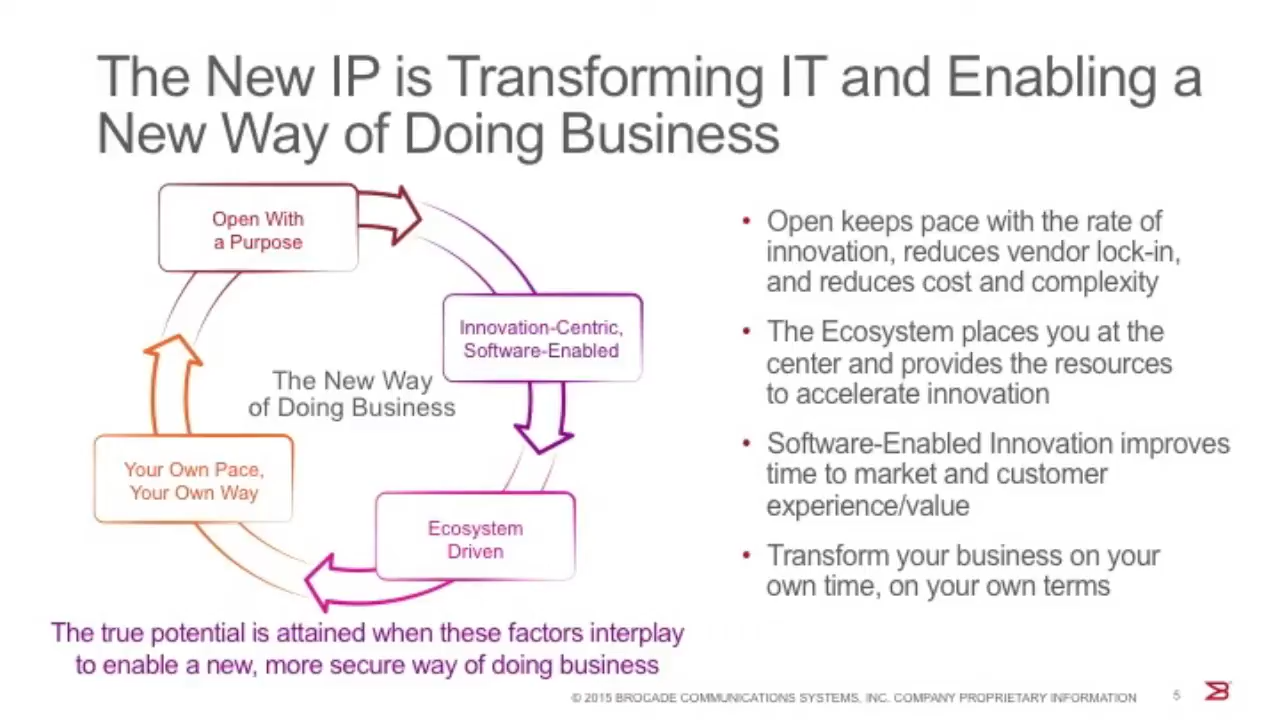 The New IP is Transforming IT and Enabling a
New Way of Doing Business
Open With
a Purpose
Innovation-Centric,
Software-Enabled
The New Way
of Doing Business
Your Own Pace,
Your Own Way
Ecosystem
Driven
The true potential is attained when these factors interplay
to enable a new, more secure way of doing business
• Open keeps pace with the rate of
innovation, reduces vendor lock-in,
and reduces cost and complexity
• The Ecosystem places you at the
center and provides the resources
to accelerate innovation
• Software-Enabled Innovation improves
time to market and customer
experience/value
• Transform your business on your
own time, on your own terms
© 2015 BROCADE COMMUNICATIONS SYSTEMS, INC. COMPANY PROPRIETARY INFORMATION
5